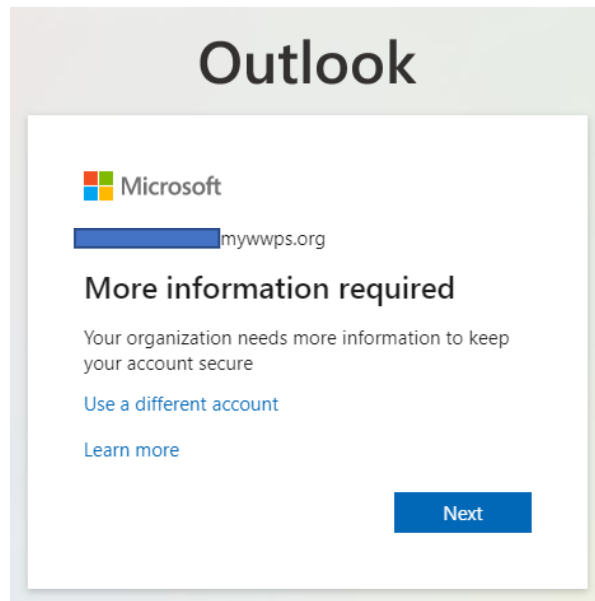 Outlook
Microsoft
mywwps.org
More information required
Your organization needs more information to keep
your account secure
Use a different account
Learn more
Next